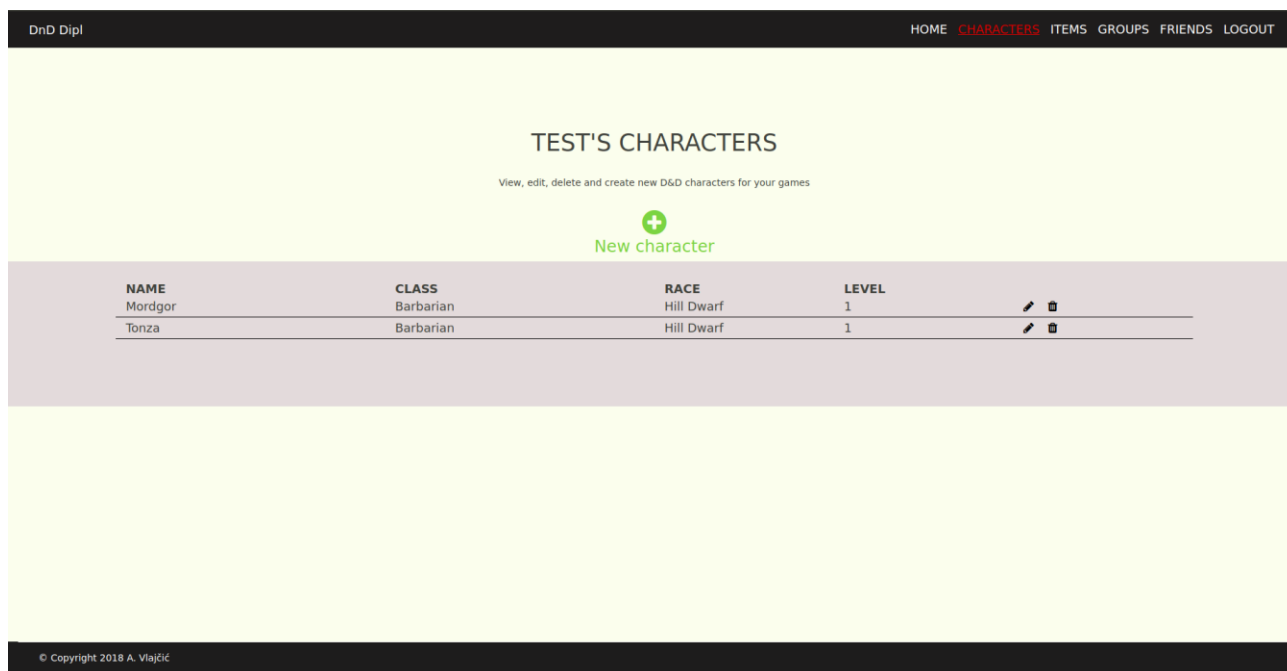 DnD Dipl HOME CHARACTERS ITEMS GROUPS FRIENDS LOGOUT
TEST'S CHARACTERS
View, edit, delete and create new D&D characters for your games
New character
NAME CLASS RACE LEVEL
Mordgor Barbarian Hill Dwarf 1
Tonza Barbarian Hill Dwarf 1
© Copyright 2018 A. Vlajčić